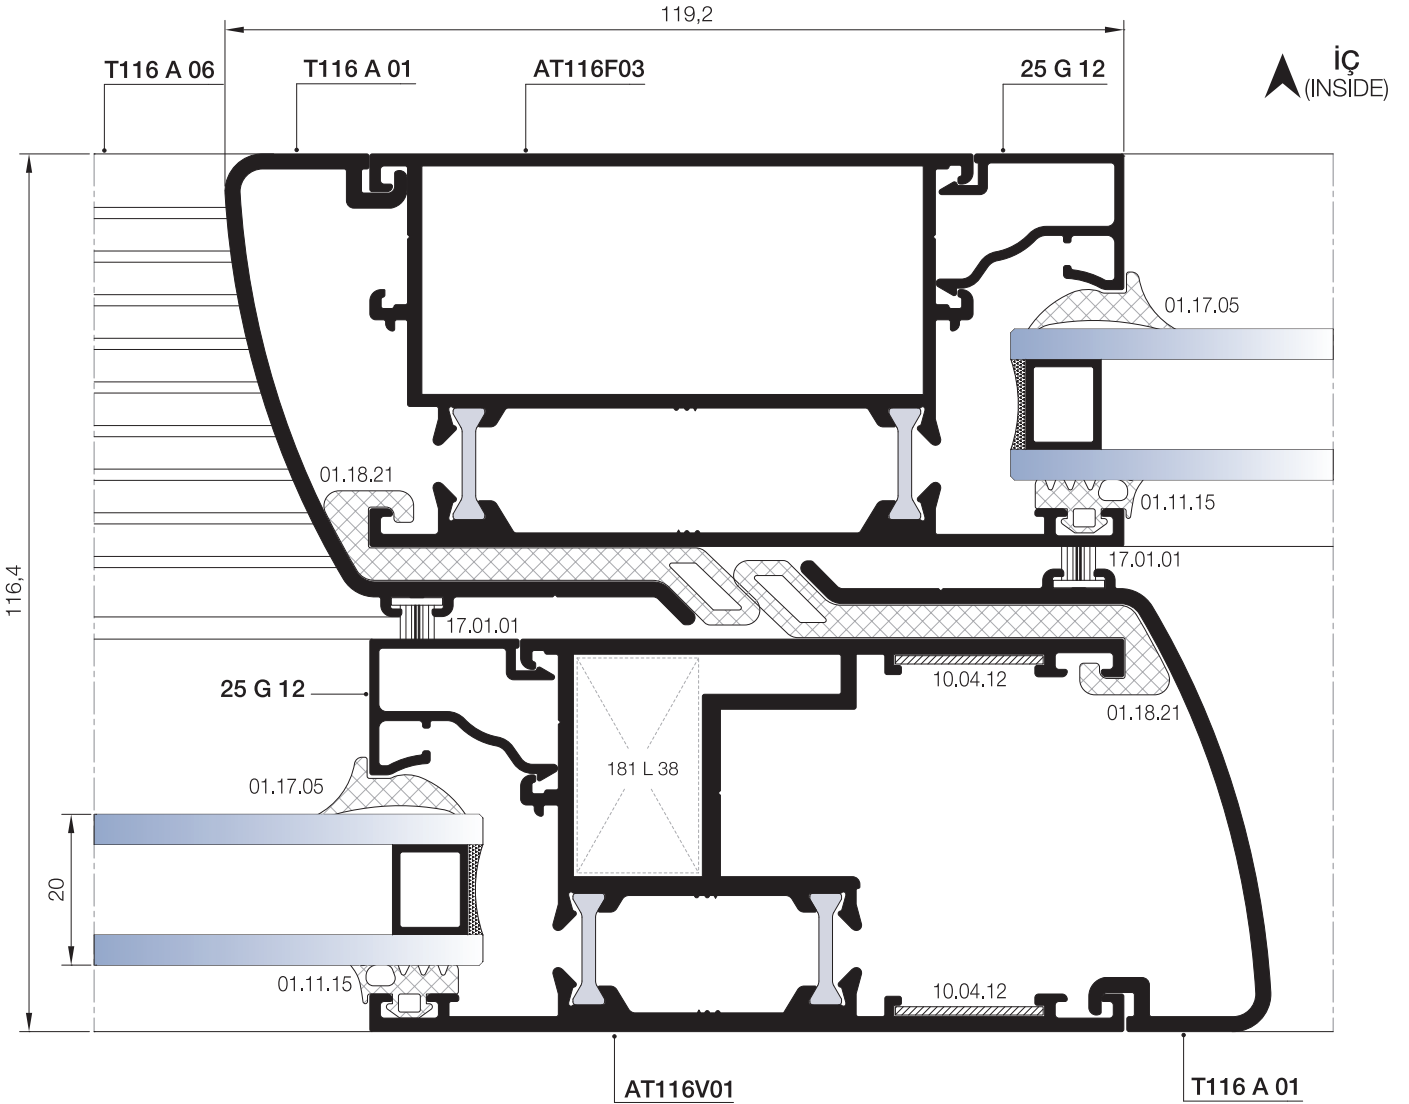 119,2
T116 A 06
T116 A 01
AT116F03
25 G 12
İÇ
(INSIDE)
01.17.05
01.18.21
01.11.15
17.01.01
116,4
17.01.01
25 G 12
10.04.12
01.18.21
181 L 38
01.17.05
20
01.11.15
10.04.12
AT116V01
T116 A 01